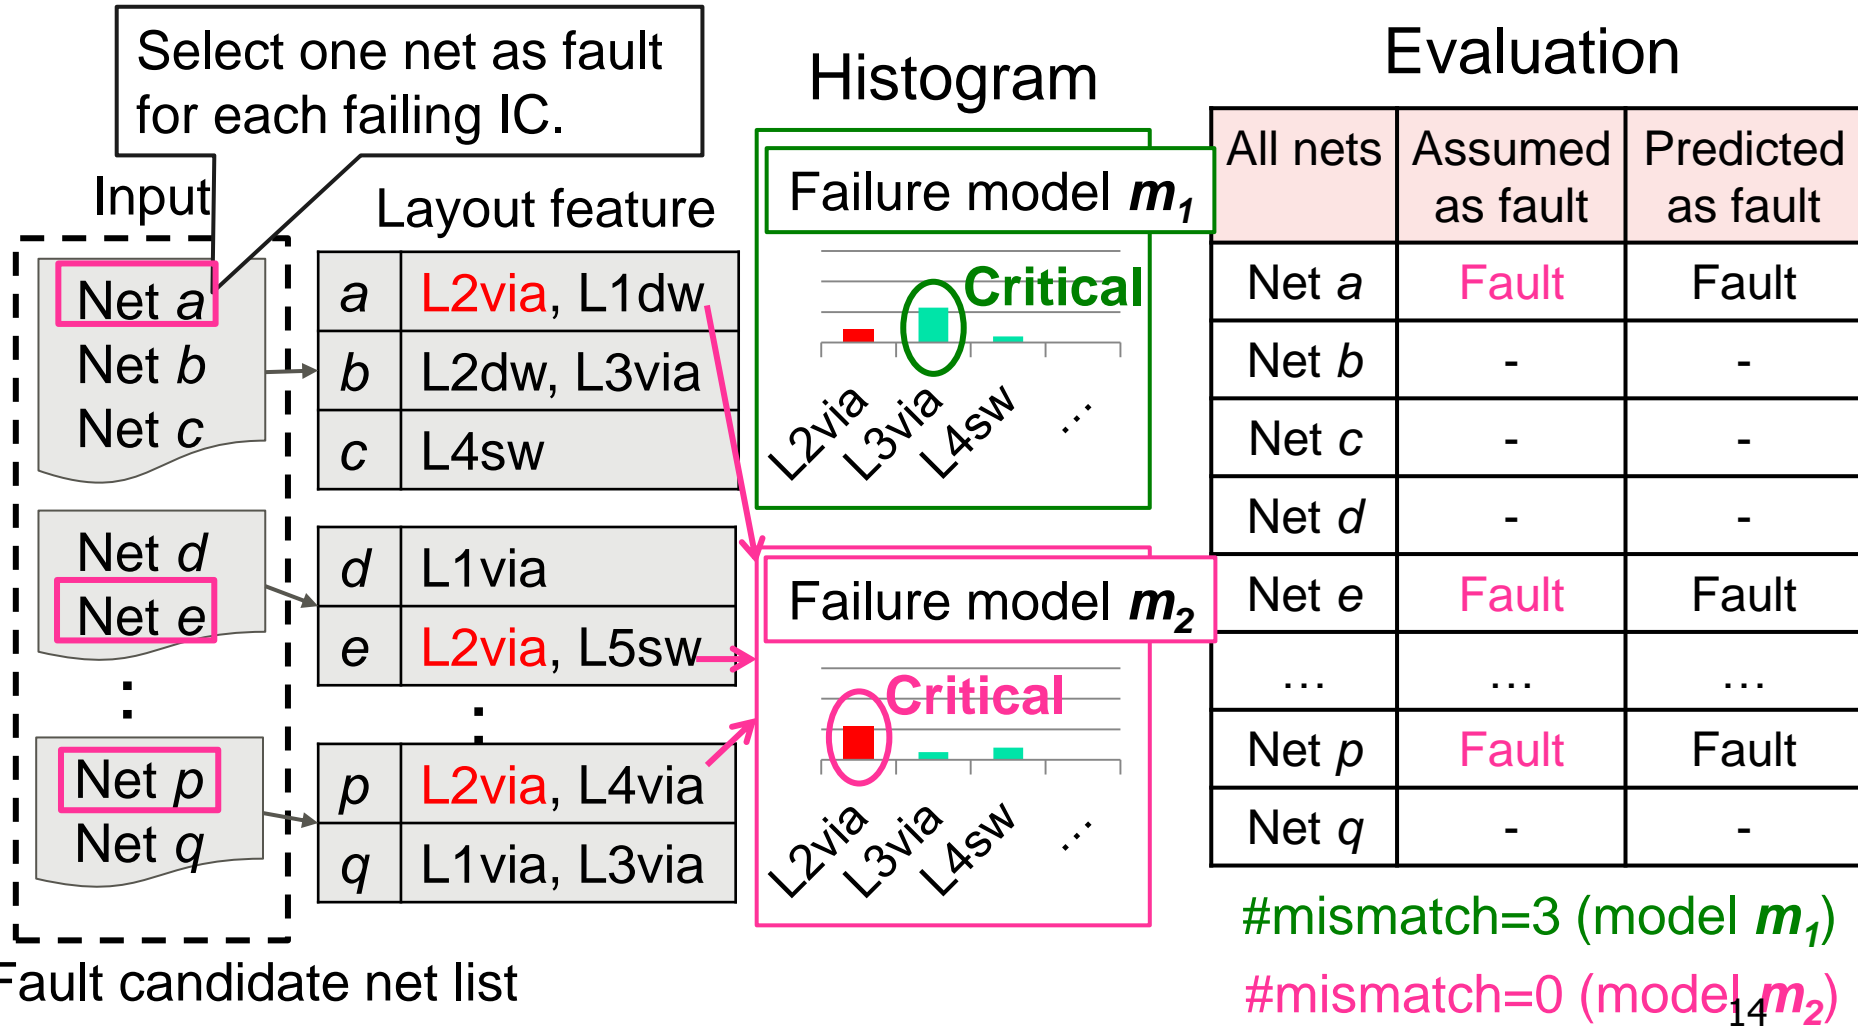 Select one net as fault
for each failing IC.
Input
Net a
Net b
Net c
Net d
Net e
:
Net p
Net q
Fault candidate net list
Layout feature
a L2via, L1dw
b L2dw, L3via
c L4sw
d L1via
e L2via, L5sw
:
p L2via, L4via
q L1via, L3via
Histogram
Failure model m1
Critical
L2via L3via L4sw …
Failure model m2
Critical
L2via L3via L4sw …
Evaluation
All nets Assumed as fault Predicted as fault
Net a Fault Fault
Net b - -
Net c - -
Net d - -
Net e Fault Fault
… … …
Net p Fault Fault
Net q - -
#mismatch=3 (model m1)
#mismatch=0 (model m2)
14